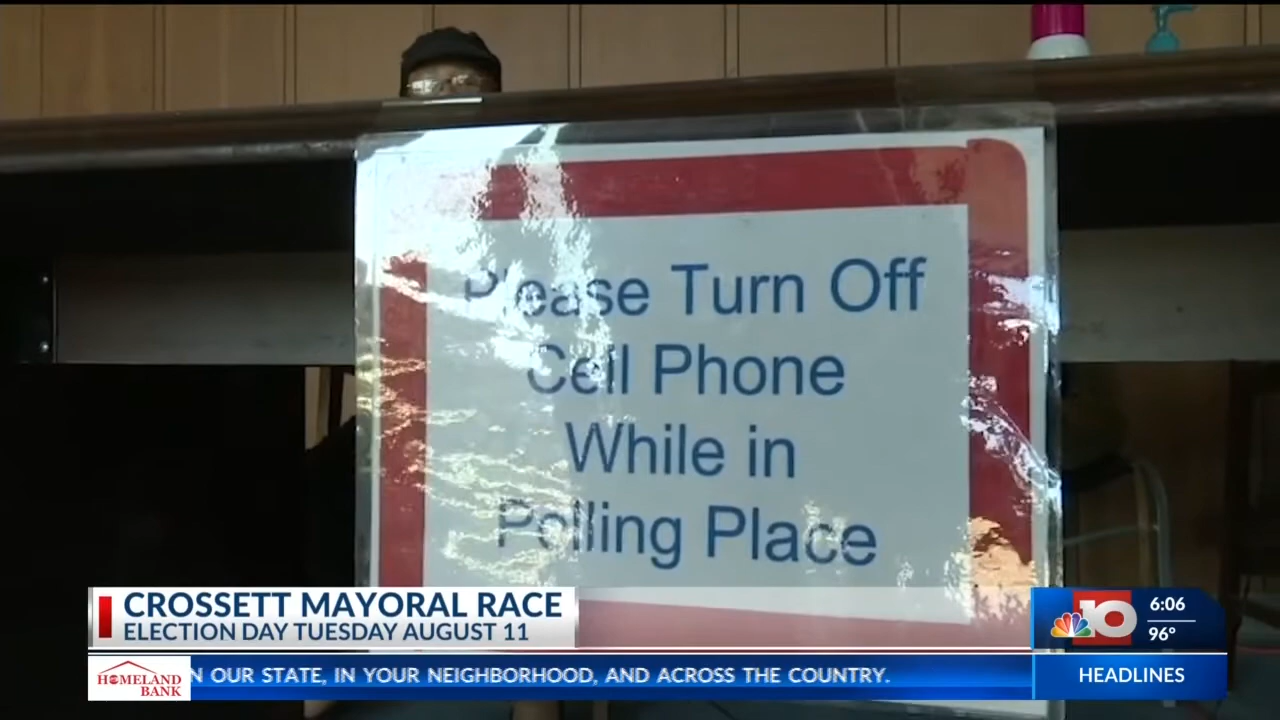 Please Turn Off
Cell Phone
While in
Polling Place
CROSSETT MAYORAL RACE
ELECTION DAY TUESDAY AUGUST 11
10
6:06
96°
HOMELAND
BANK
N OUR STATE, IN YOUR NEIGHBORHOOD, AND ACROSS THE COUNTRY.
HEADLINES